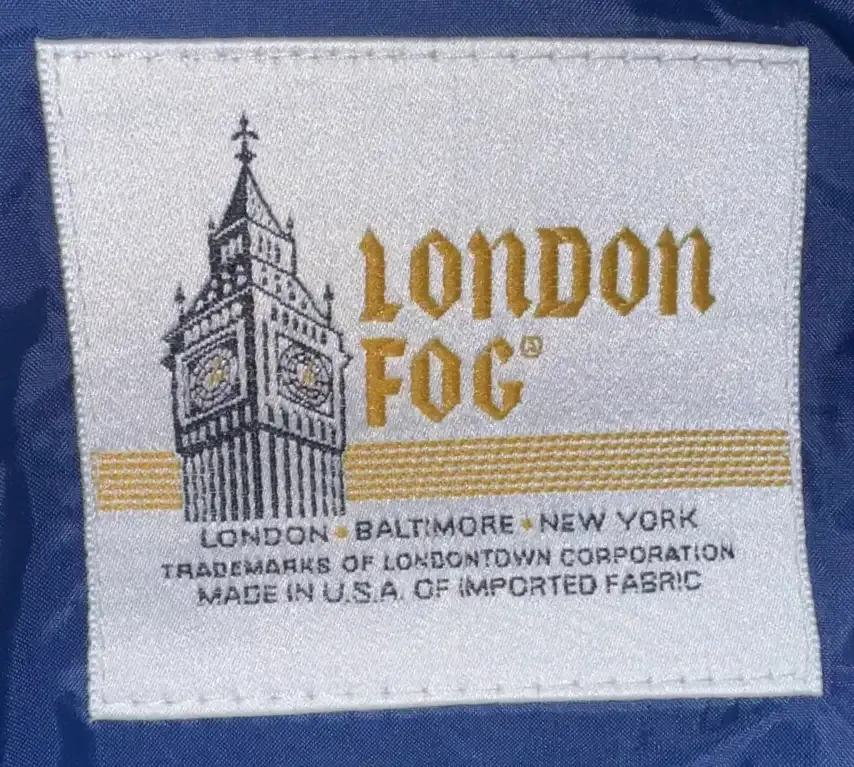 LONDON
FOG®
LONDON • BALTIMORE • NEW YORK
TRADEMARKS OF LONDONTOWN CORPORATION
MADE IN U.S.A. OF IMPORTED FABRIC